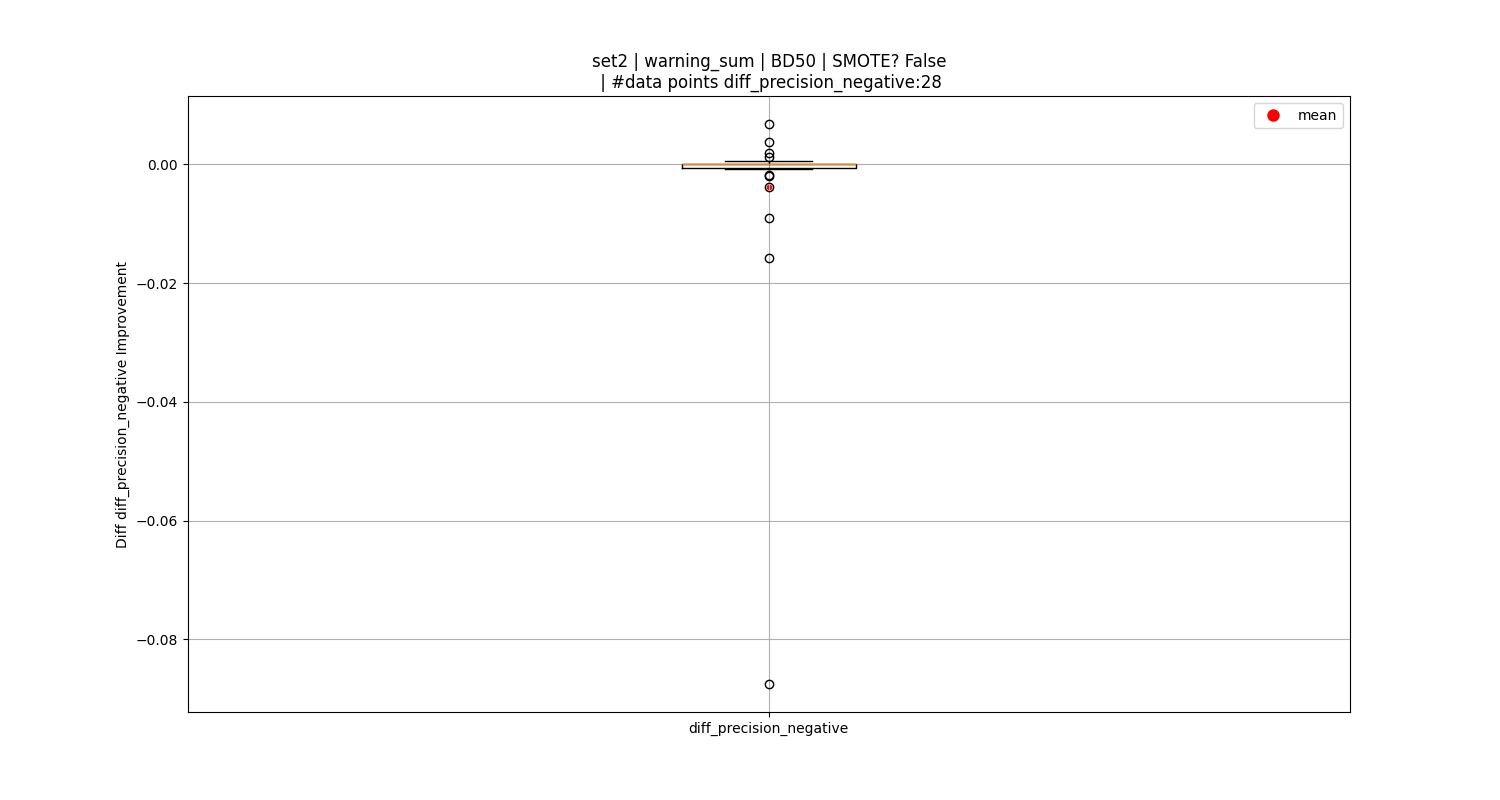 set2 | warning_sum | BD50 | SMOTE? False
| #data points diff_precision_negative:28
mean
0.00
−0.02
−0.04
−0.06
−0.08
Diff diff_precision_negative Improvement
diff_precision_negative